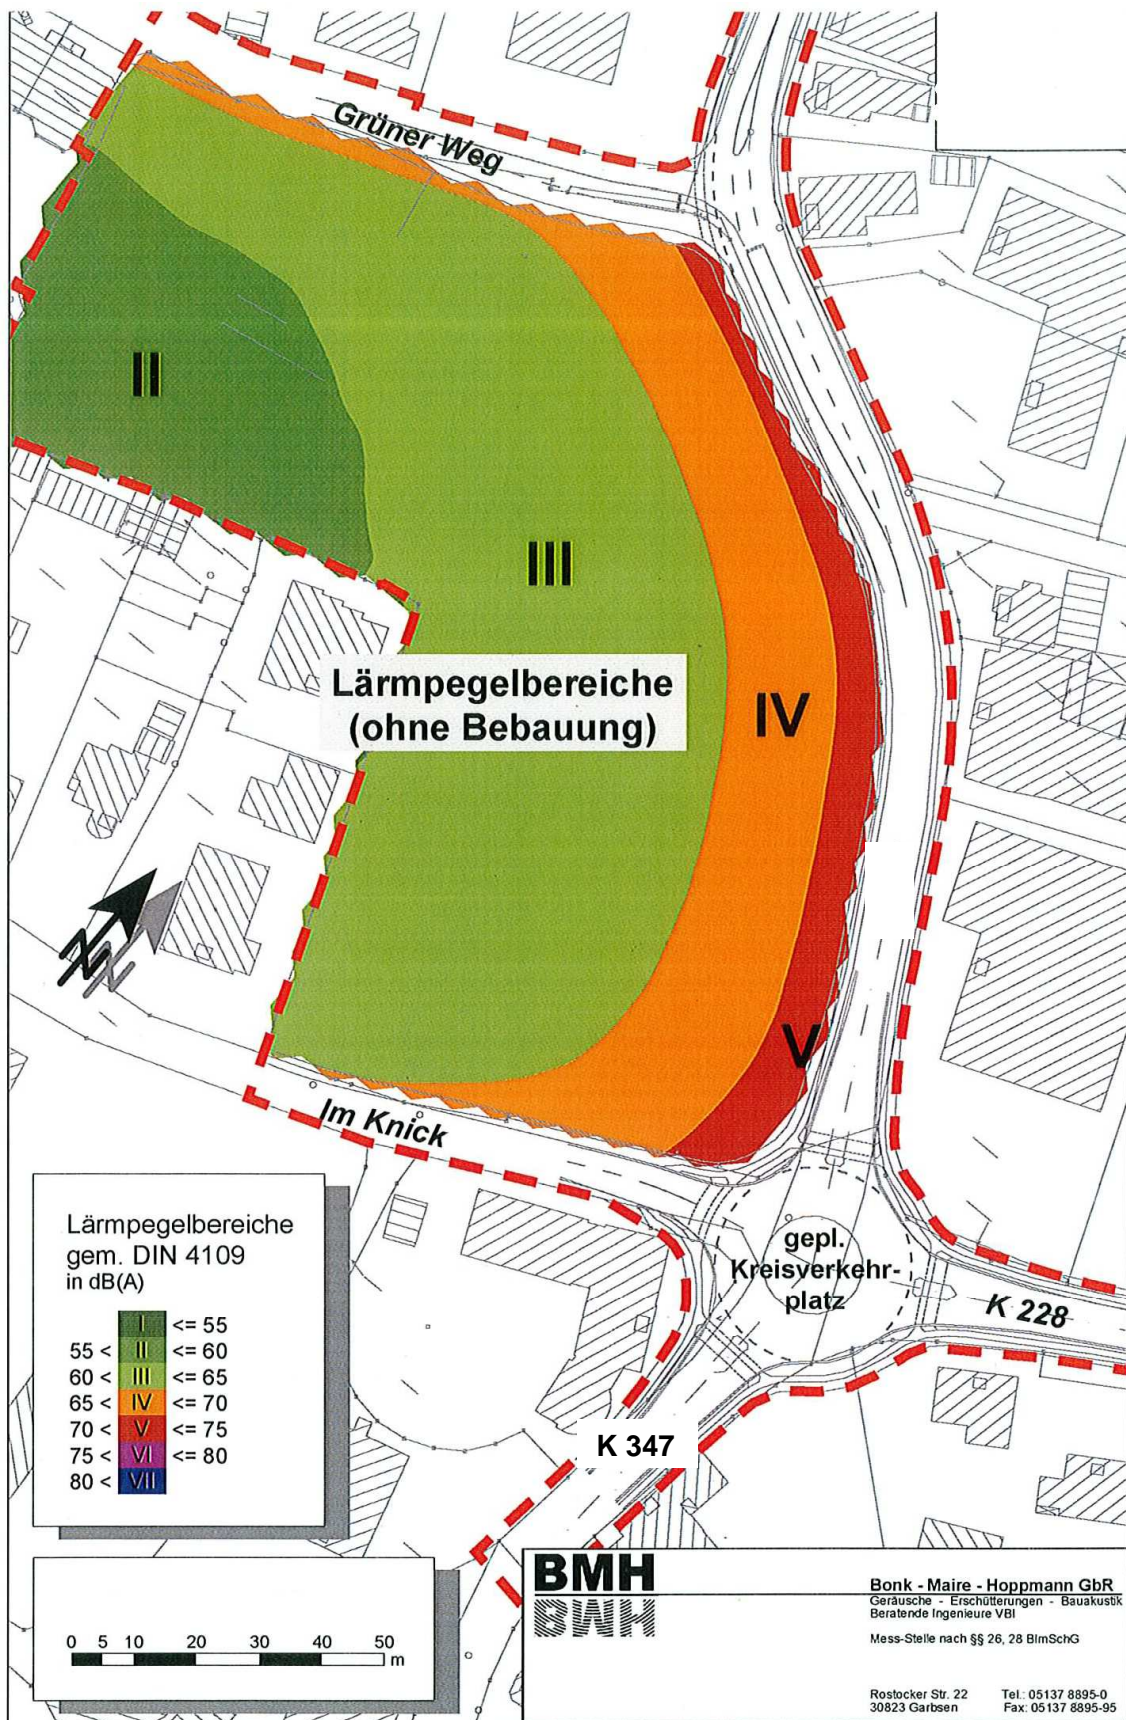 Grüner Weg
II
III
Lärmpegelbereiche
(ohne Bebauung)
IV
V
Im Knick
gepl.
Kreisverkehr-
platz
K 228
K 347
Lärmpegelbereiche
gem. DIN 4109
in dB(A)
I <= 55
55 < II <= 60
60 < III <= 65
65 < IV <= 70
70 < V <= 75
75 < VI <= 80
80 < VII
0 5 10 20 30 40 50
m
BMH
BMH
Bonk - Maire - Hoppmann GbR
Geräusche - Erschütterungen - Bauakustik
Beratende Ingenieure VBI
Mess-Stelle nach §§ 26, 28 BImSchG
Rostocker Str. 22 Tel.: 05137 8895-0
30823 Garbsen Fax: 05137 8895-95